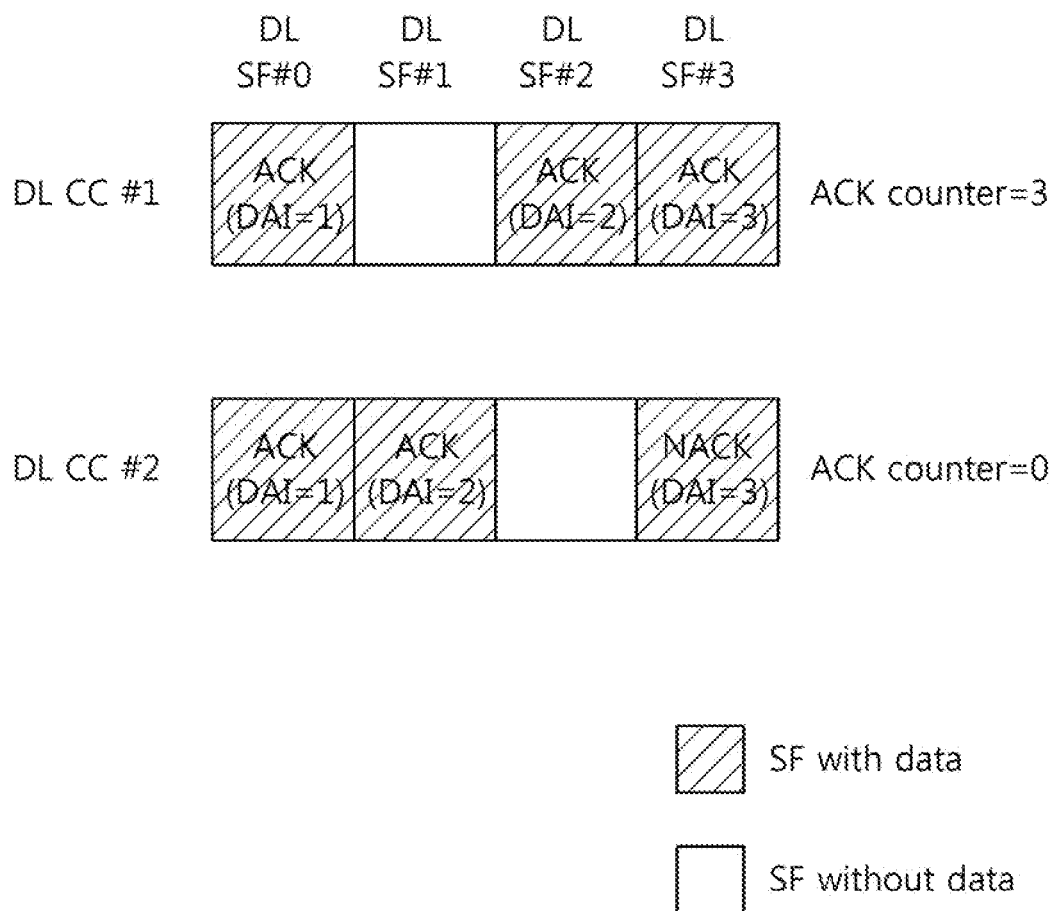 DL DL DL DL
SF#0 SF#1 SF#2 SF#3
DL CC #1
ACK ACK ACK
(DAI=1) (DAI=2) (DAI=3)
ACK counter=3
DL CC #2
ACK ACK NACK
(DAI=1) (DAI=2) (DAI=3)
ACK counter=0
SF with data
SF without data